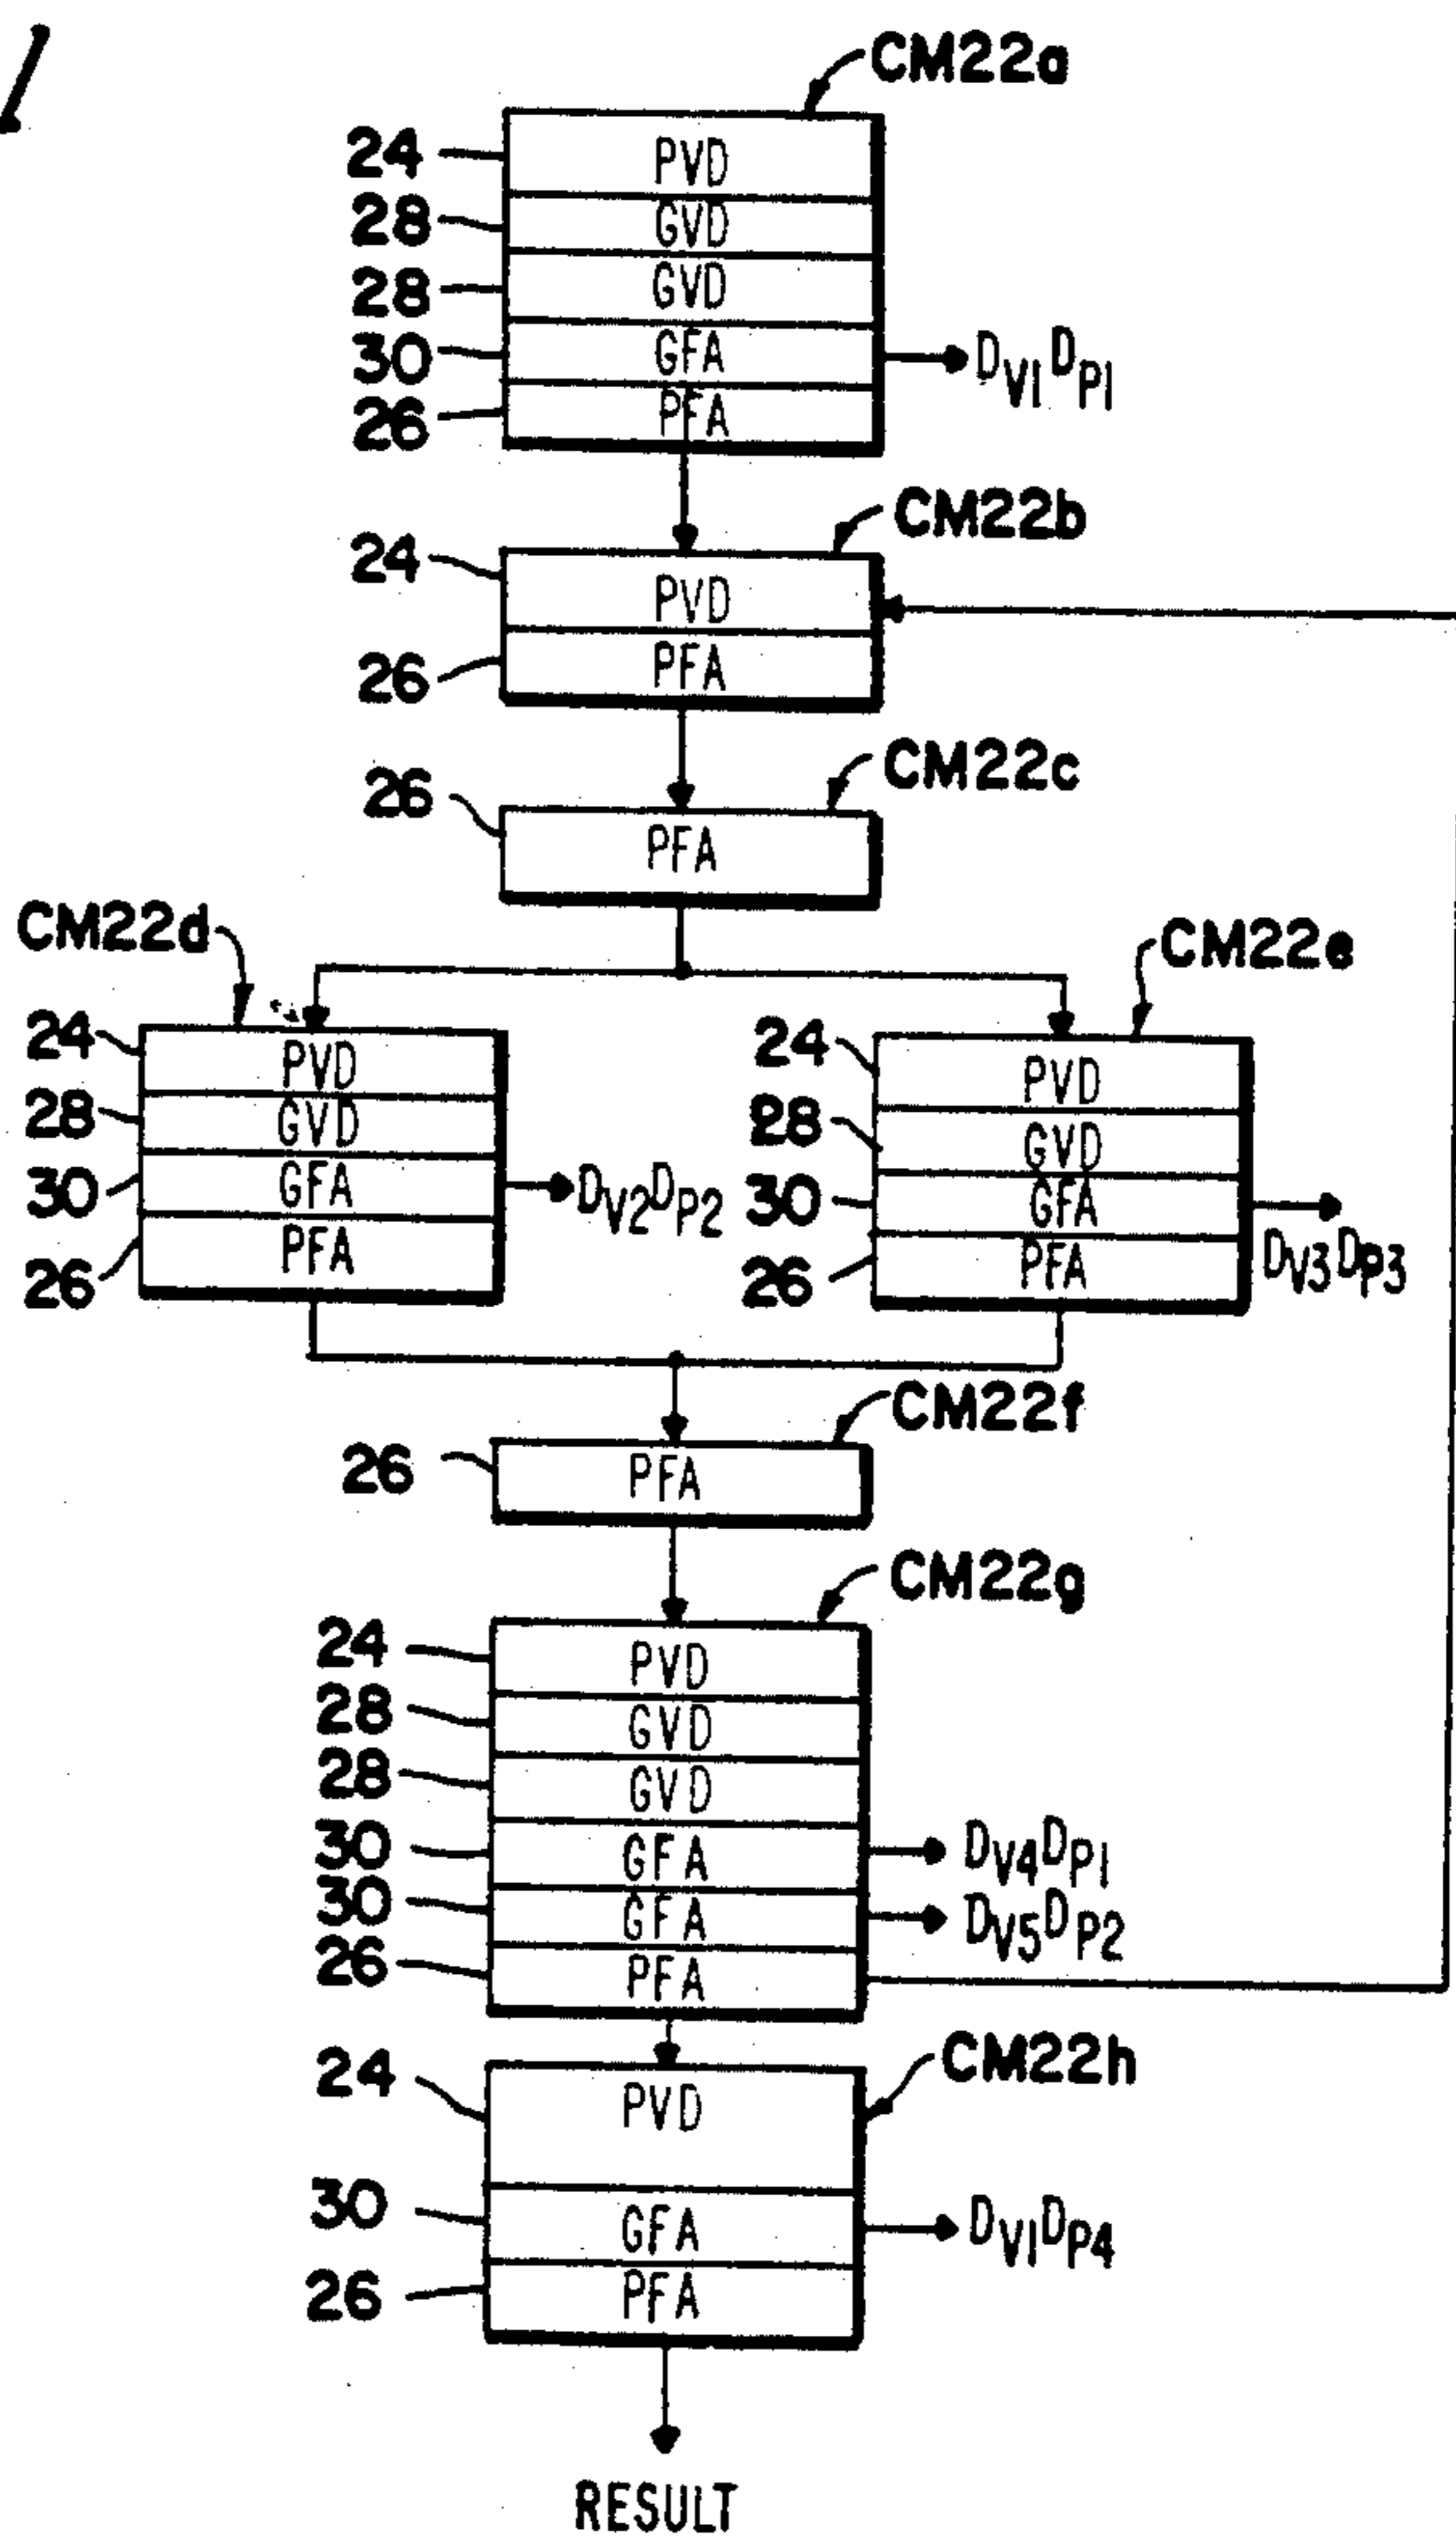 1
CM22a
24 PVD
28 GVD
28 GVD
30 GFA DV1DP1
26 PFA
CM22b
24 PVD
26 PFA
CM22c
26 PFA
CM22d CM22e
24 PVD 24 PVD
28 GVD 28 GVD
30 GFA DV2DP2 30 GFA
26 PFA 26 PFA DV3DP3
CM22f
26 PFA
CM22g
24 PVD
28 GVD
28 GVD
30 GFA DV4DP1
30 GFA DV5DP2
26 PFA
CM22h
24 PVD
30 GFA DV1DP4
26 PFA
RESULT